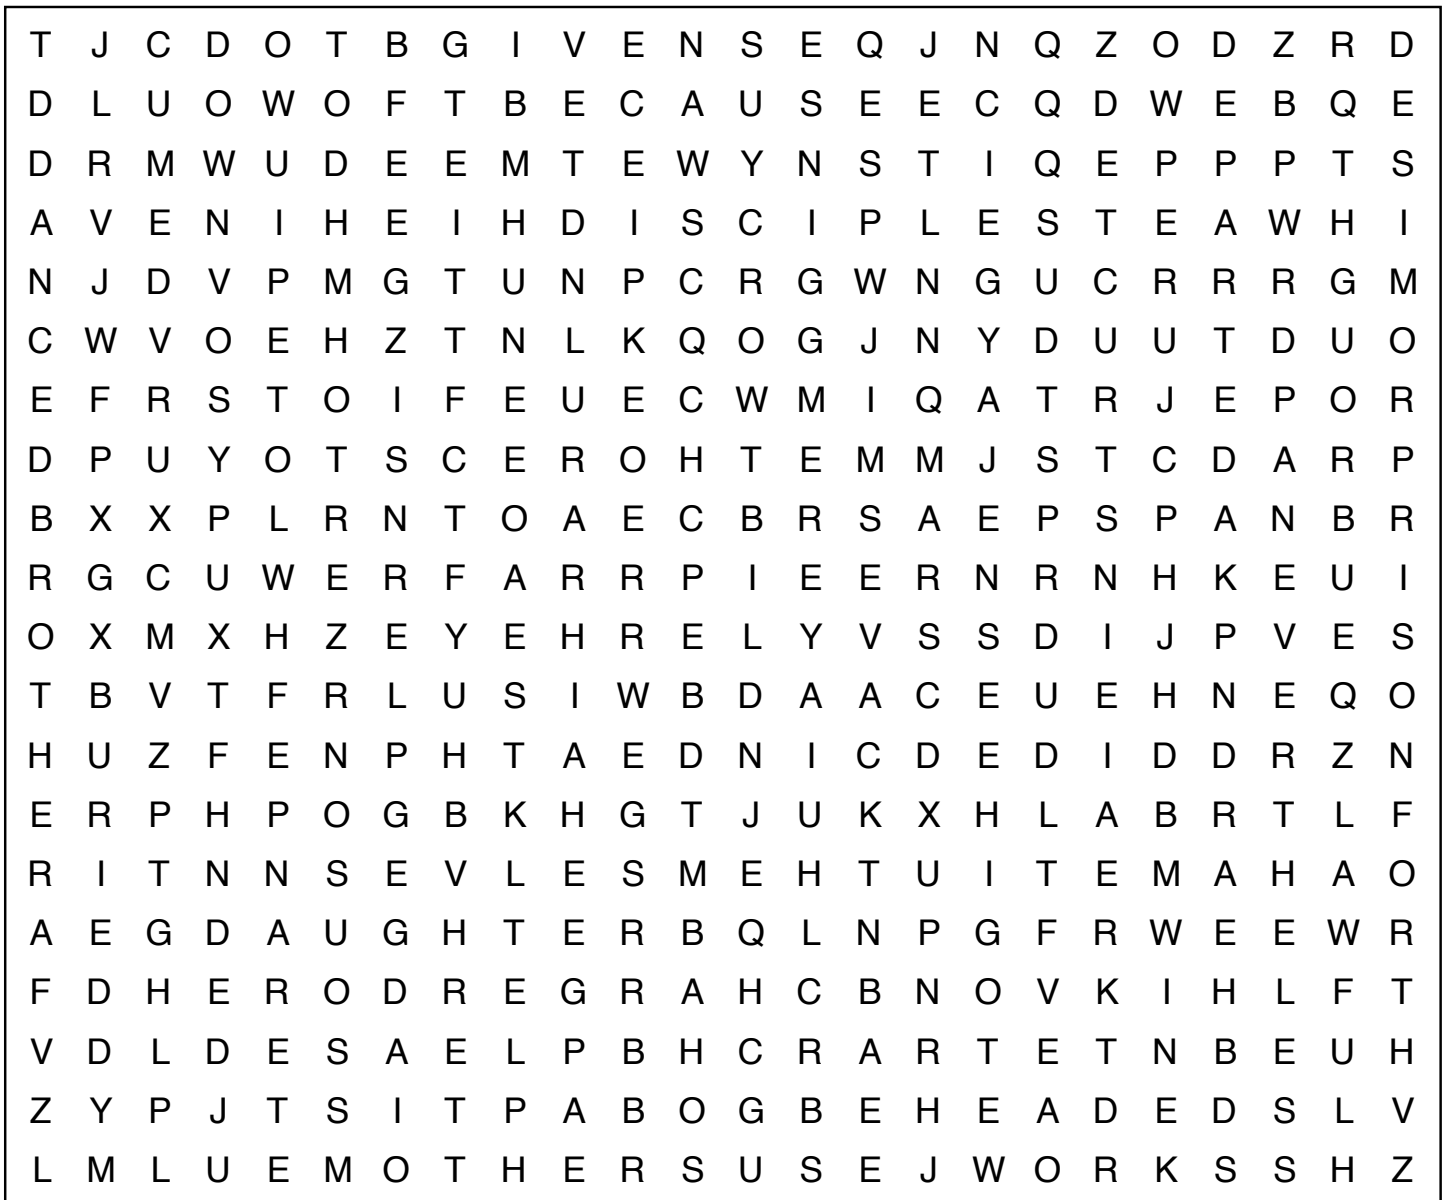 T J C D O T B G I V E N S E Q J N Q Z O D Z R D
D L U O W O F T B E C A U S E E C Q D W E B Q E
D R M W U D E E M T E W Y N S T I Q E P P P T S
A V E N I H E I H D I S C I P L E S T E A W H I
N J D V P M G T U N P C R G W N G U C R R R G M
C W V O E H Z T N L K Q O G J N Y D U U T D U O
E F R S T O I F E U E C W M I Q A T R J E P O R
D P U Y O T S C E R O H T E M M J S T C D A R P
B X X P L R N T O A E C B R S A E P S P A N B R
R G C U W E R F A R R P I E E R N R N H K E U I
O X M X H Z E Y E H R E L Y V S S D I J P V E S
T B V T F R L U S I W B D A A C E U E H N E Q O
H U Z F E N P H T A E D N I C D E D I D D R Z N
E R P H P O G B K H G T J U K X H L A B R T L F
R I T N N S E V L E S M E H T U I T E M A H A O
A E G D A U G H T E R B Q L N P G F R W E E W R
F D H E R O D R E G R A H C B N O V K I H L F T
V D L D E S A E L P B H C R A R T E T N B E U H
Z Y P J T S I T P A B O G B E H E A D E D S L V
L M L U E M O T H E R S U S E J W O R K S S H Z